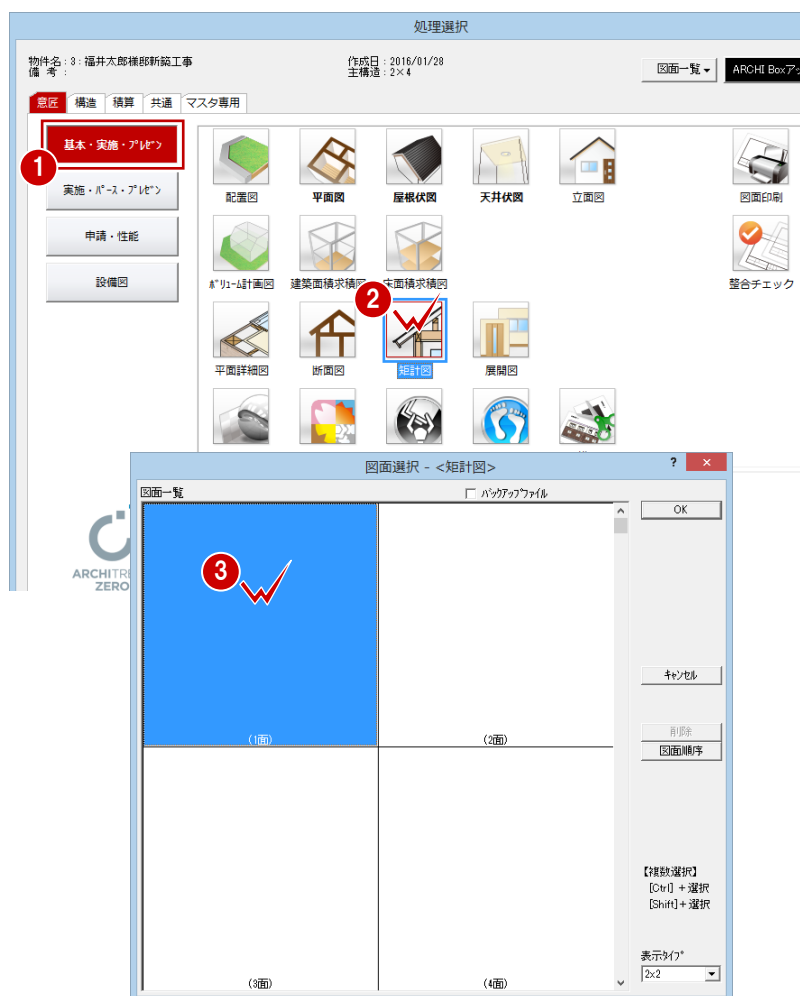 処理選択
物件名:3:福井太郎様邸新築工事
備 考 :
作成日:2016/01/28
主構造:2×4
図面一覧
ARCHI Boxアッ
意匠 構造 積算 共通 マスタ専用
基本・実施・プレゼン
1
実施・パース・プレゼン
申請・性能
設備図
配置図 平面図 屋根伏図 天井伏図 立面図 図面印刷
ボリューム計画図 建築面積求積図 床面積求積図 整合チェック
2
平面詳細図 断面図 矩計図 展開図
ARCHITRE
ZERO
図面選択 - <矩計図>
? ×
図面一覧
バックアップファイル
OK
3
キャンセル
(1面) (2面)
削除
図面順序
【複数選択】
[Ctrl] + 選択
[Shift] + 選択
表示タイプ
2x2
(3面) (4面)